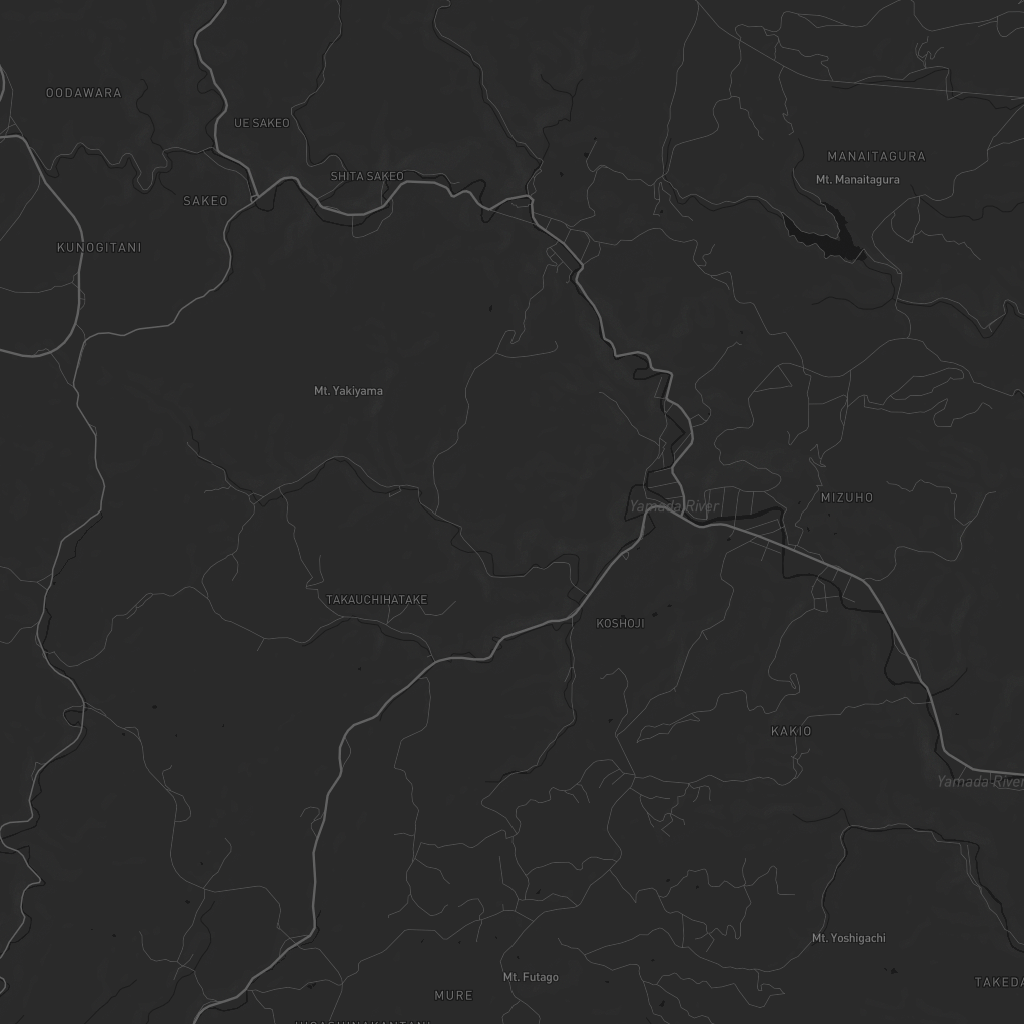 OODAWARA
UE SAKEO
MANAITAGURA
SHITA SAKEO
Mt. Manaitagura
SAKEO
KUNOGITANI
Mt. Yakiyama
MIZUHO
Yamada River
TAKAUCHIHATAKE
KOSHOJI
KAKIO
Yamada River
Mt. Yoshigachi
Mt. Futago
TAKEDA
MURE